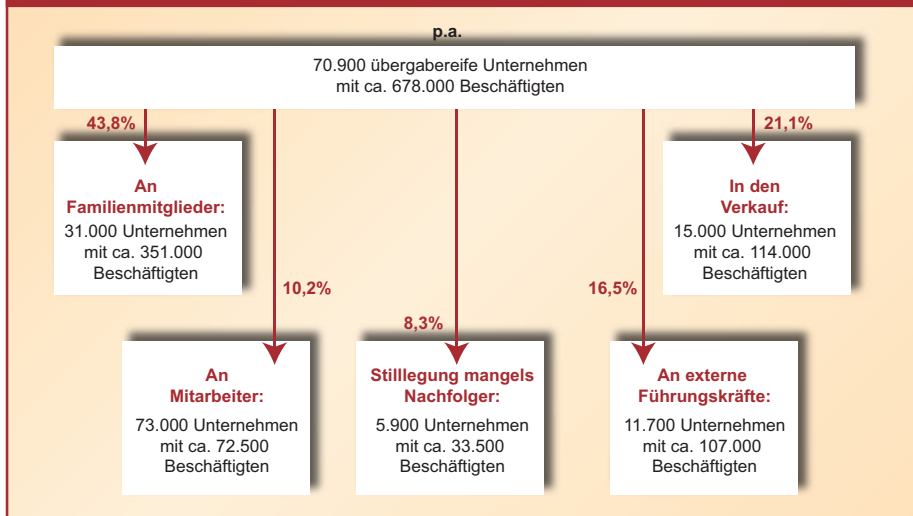 p.a.
70.900 übergabereife Unternehmen
mit ca. 678.000 Beschäftigten
43,8%
21,1%
An
Familienmitglieder:
31.000 Unternehmen
mit ca. 351.000
Beschäftigten
In den
Verkauf:
15.000 Unternehmen
mit ca. 114.000
Beschäftigten
10,2%
8,3%
16,5%
An
Mitarbeiter:
73.000 Unternehmen
mit ca. 72.500
Beschäftigten
Stilllegung mangels
Nachfolger:
5.900 Unternehmen
mit ca. 33.500
Beschäftigten
An externe
Führungskräfte:
11.700 Unternehmen
mit ca. 107.000
Beschäftigten